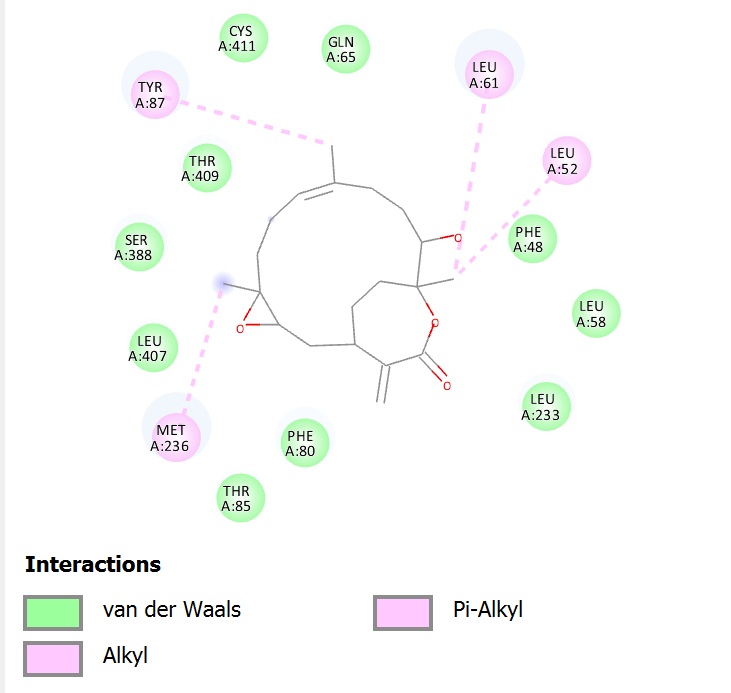 CYS
A:411
GLN
A:65
LEU
A:61
TYR
A:87
THR
A:409
LEU
A:52
SER
A:388
O
PHE
A:48
LEU
A:407
O
O
LEU
A:58
O
LEU
A:233
MET
A:236
PHE
A:80
THR
A:85
Interactions
van der Waals
Pi-Alkyl
Alkyl